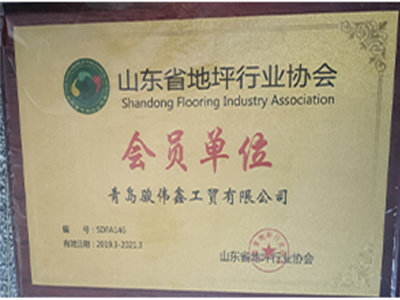 山东省地坪行业协会
Shandong Flooring Industry Association
会员单位
青岛骏伟鑫工貿有限公司
编 号：SDFA146
有效日期：2019.3-2021.3
山东省地坪行业协会